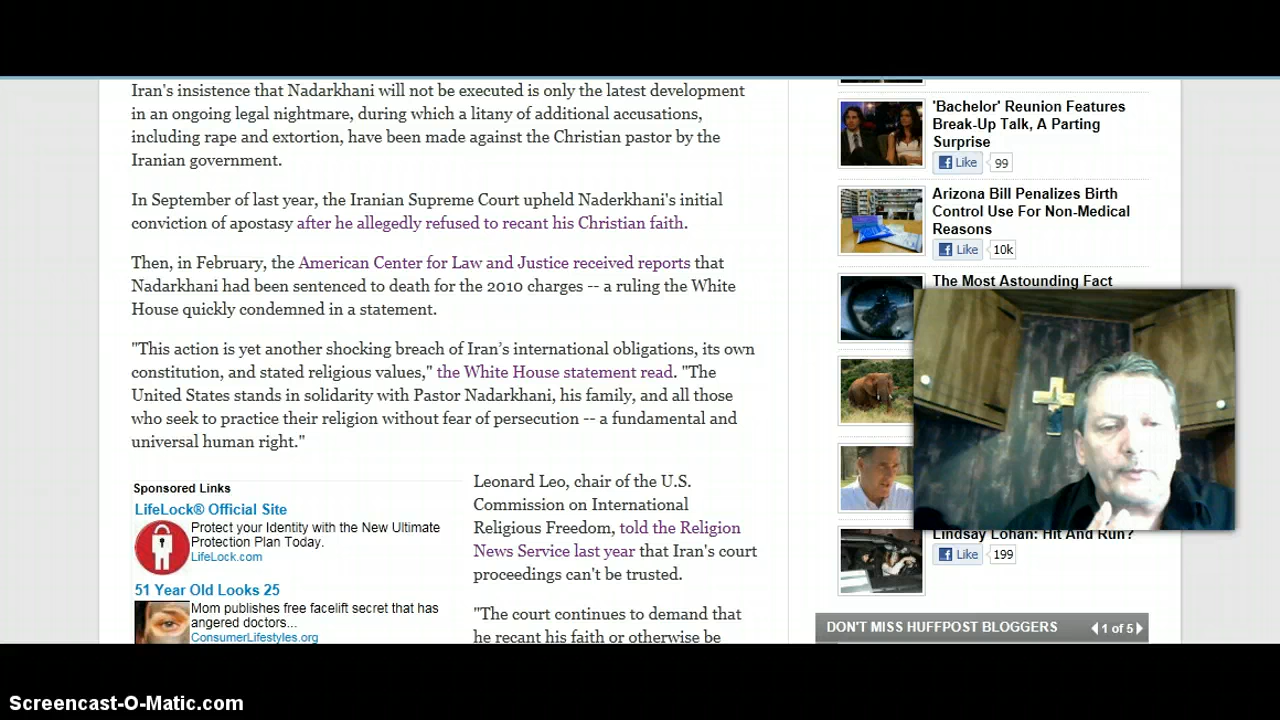 Iran's insistence that Nadarkhani will not be executed is only the latest development
in an ongoing legal nightmare, during which a litany of additional accusations,
including rape and extortion, have been made against the Christian pastor by the
Iranian government.
In September of last year, the Iranian Supreme Court upheld Naderkhani's initial
conviction of apostasy after he allegedly refused to recant his Christian faith.
Then, in February, the American Center for Law and Justice received reports that
Nadarkhani had been sentenced to death for the 2010 charges -- a ruling the White
House quickly condemned in a statement.
"This action is yet another shocking breach of Iran's international obligations, its own
constitution, and stated religious values," the White House statement read. "The
United States stands in solidarity with Pastor Nadarkhani, his family, and all those
who seek to practice their religion without fear of persecution -- a fundamental and
universal human right."
Sponsored Links
LifeLock® Official Site
Protect your Identity with the New Ultimate
Protection Plan Today.
LifeLock.com
51 Year Old Looks 25
Mom publishes free facelift secret that has
angered doctors...
ConsumerLifestyles.org
Leonard Leo, chair of the U.S.
Commission on International
Religious Freedom, told the Religion
News Service last year that Iran's court
proceedings can't be trusted.
"The court continues to demand that
he recant his faith or otherwise be
'Bachelor' Reunion Features
Break-Up Talk, A Parting
Surprise
Like 99
Arizona Bill Penalizes Birth
Control Use For Non-Medical
Reasons
Like 10k
The Most Astounding Fact
Lindsay Lohan: Hit And Run?
Like 199
DON'T MISS HUFFPOST BLOGGERS
1 of 5
Screencast-O-Matic.com